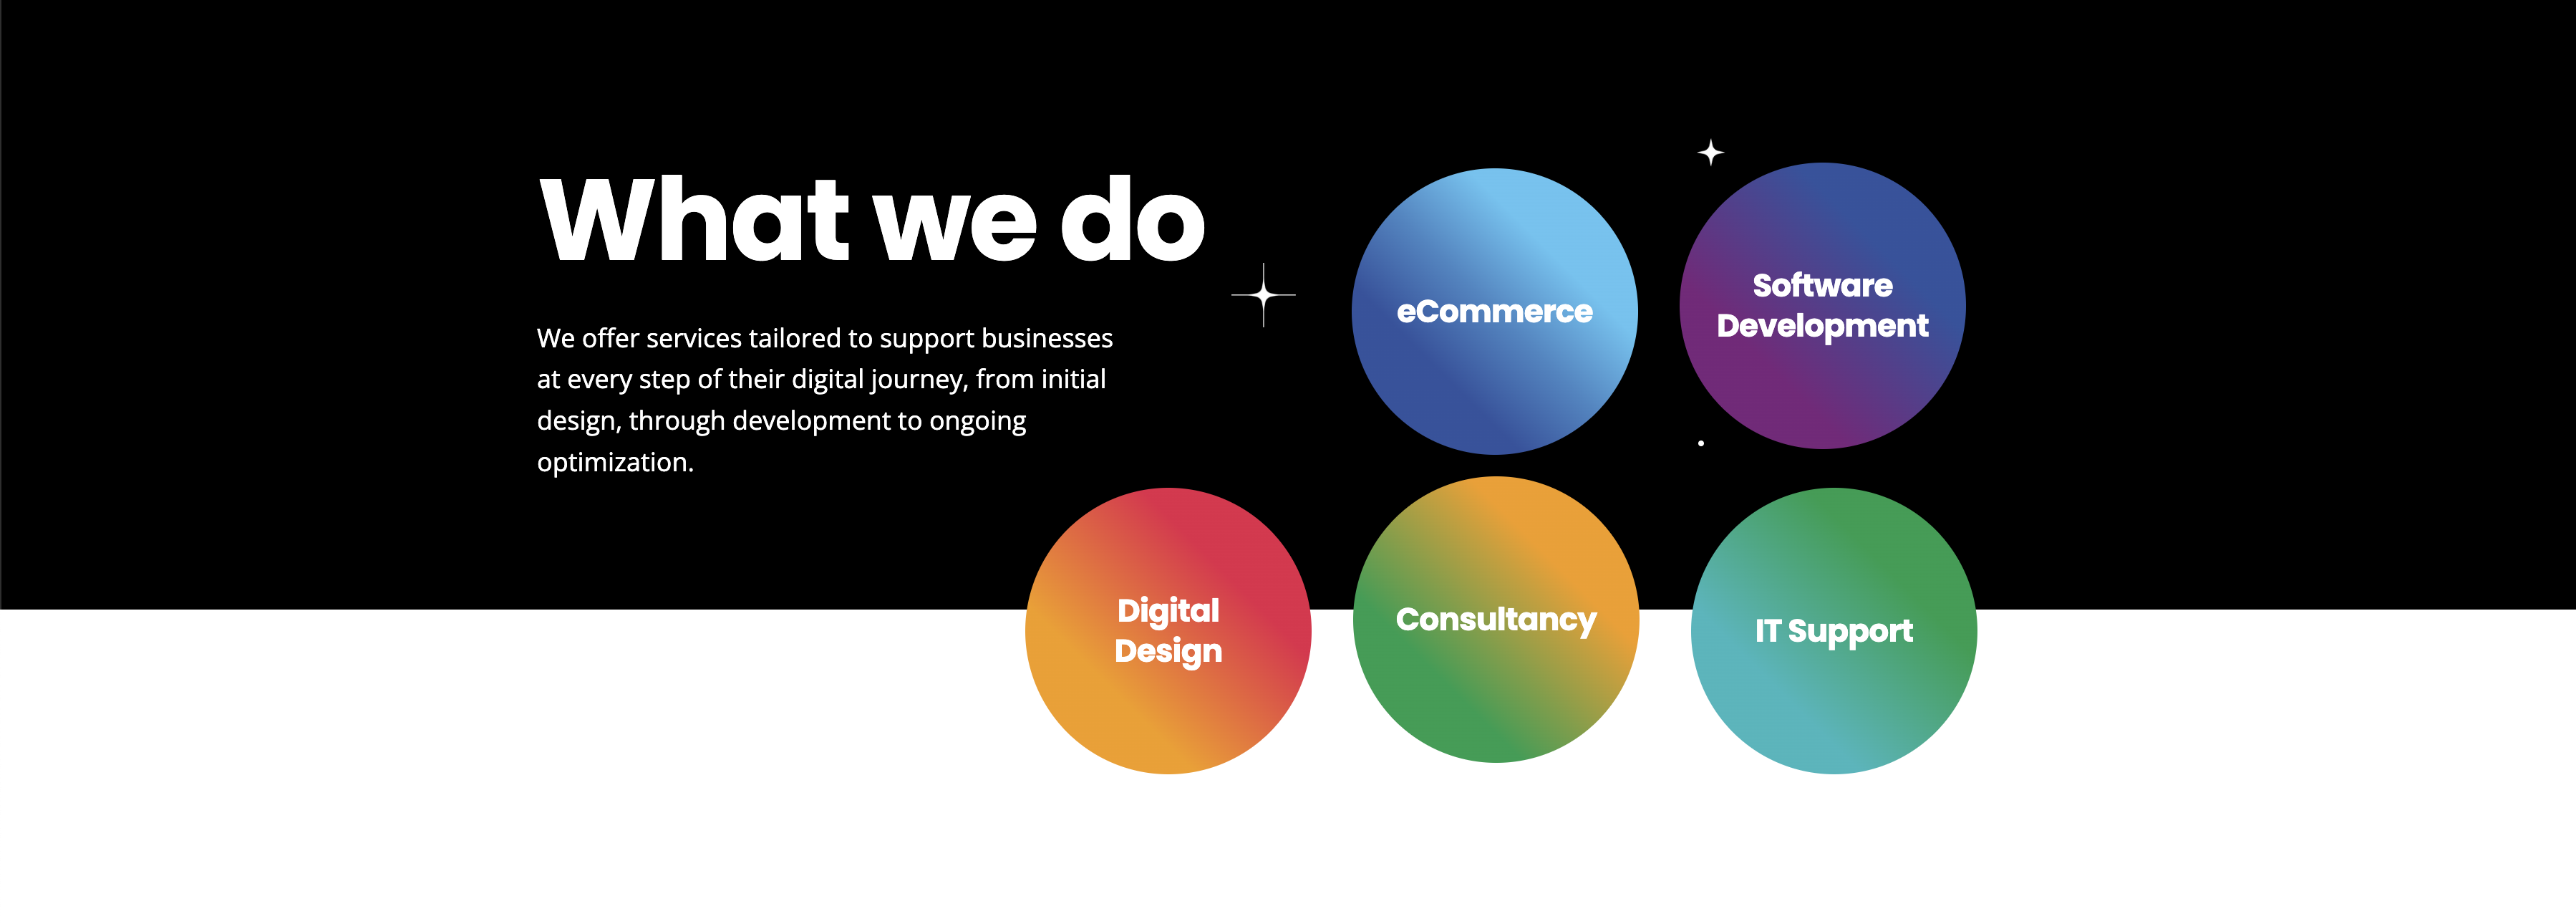 What we do
We offer services tailored to support businesses
at every step of their digital journey, from initial
design, through development to ongoing
optimization.
eCommerce
Software
Development
Digital
Design
Consultancy
IT Support